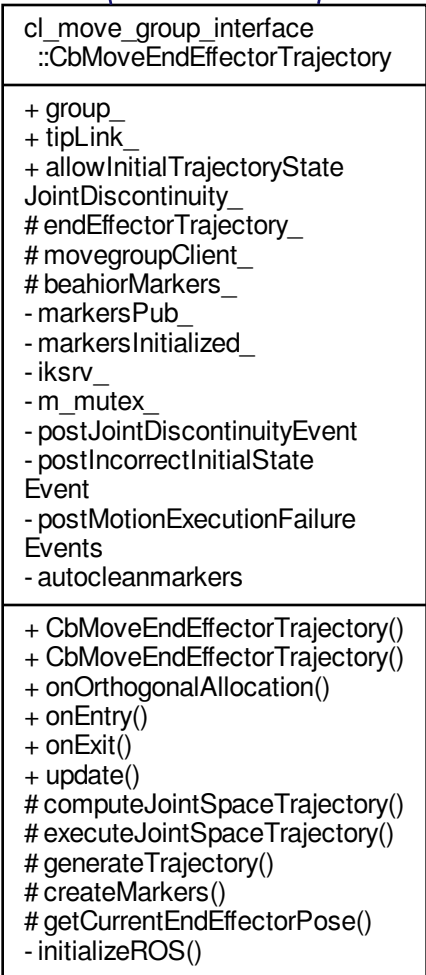 cl_move_group_interface
::CbMoveEndEffectorTrajectory
+ group_
+ tipLink_
+ allowInitialTrajectoryState
JointDiscontinuity_
# endEffectorTrajectory_
# movegroupClient_
# beahiorMarkers_
- markersPub_
- markersInitialized_
- iksrv_
- m_mutex_
- postJointDiscontinuityEvent
- postIncorrectInitialState
Event
- postMotionExecutionFailure
Events
- autocleanmarkers
+ CbMoveEndEffectorTrajectory()
+ CbMoveEndEffectorTrajectory()
+ onOrthogonalAllocation()
+ onEntry()
+ onExit()
+ update()
# computeJointSpaceTrajectory()
# executeJointSpaceTrajectory()
# generateTrajectory()
# createMarkers()
# getCurrentEndEffectorPose()
- initializeROS()